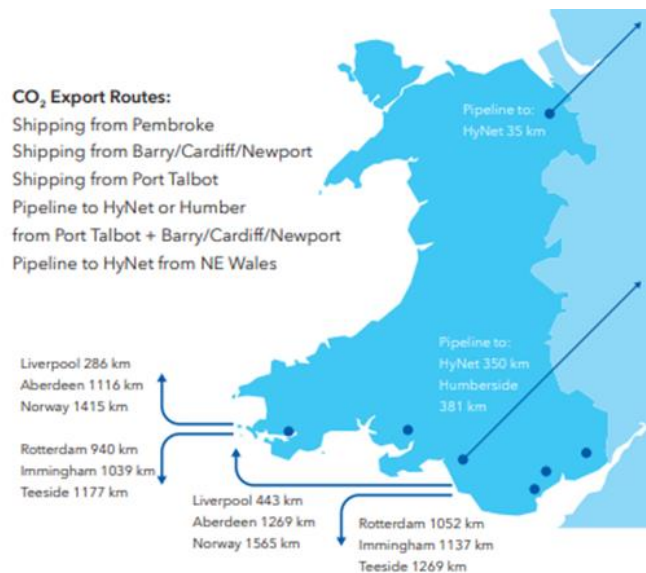 CO₂ Export Routes:
Shipping from Pembroke
Shipping from Barry/Cardiff/Newport
Shipping from Port Talbot
Pipeline to HyNet or Humber
from Port Talbot + Barry/Cardiff/Newport
Pipeline to HyNet from NE Wales
Pipeline to:
HyNet 35 km
Pipeline to:
HyNet 350 km
Humberside
381 km
Liverpool 286 km
Aberdeen 1116 km
Norway 1415 km
Rotterdam 940 km
Immingham 1039 km
Teeside 1177 km
Liverpool 443 km
Aberdeen 1269 km
Norway 1565 km
Rotterdam 1052 km
Immingham 1137 km
Teeside 1269 km